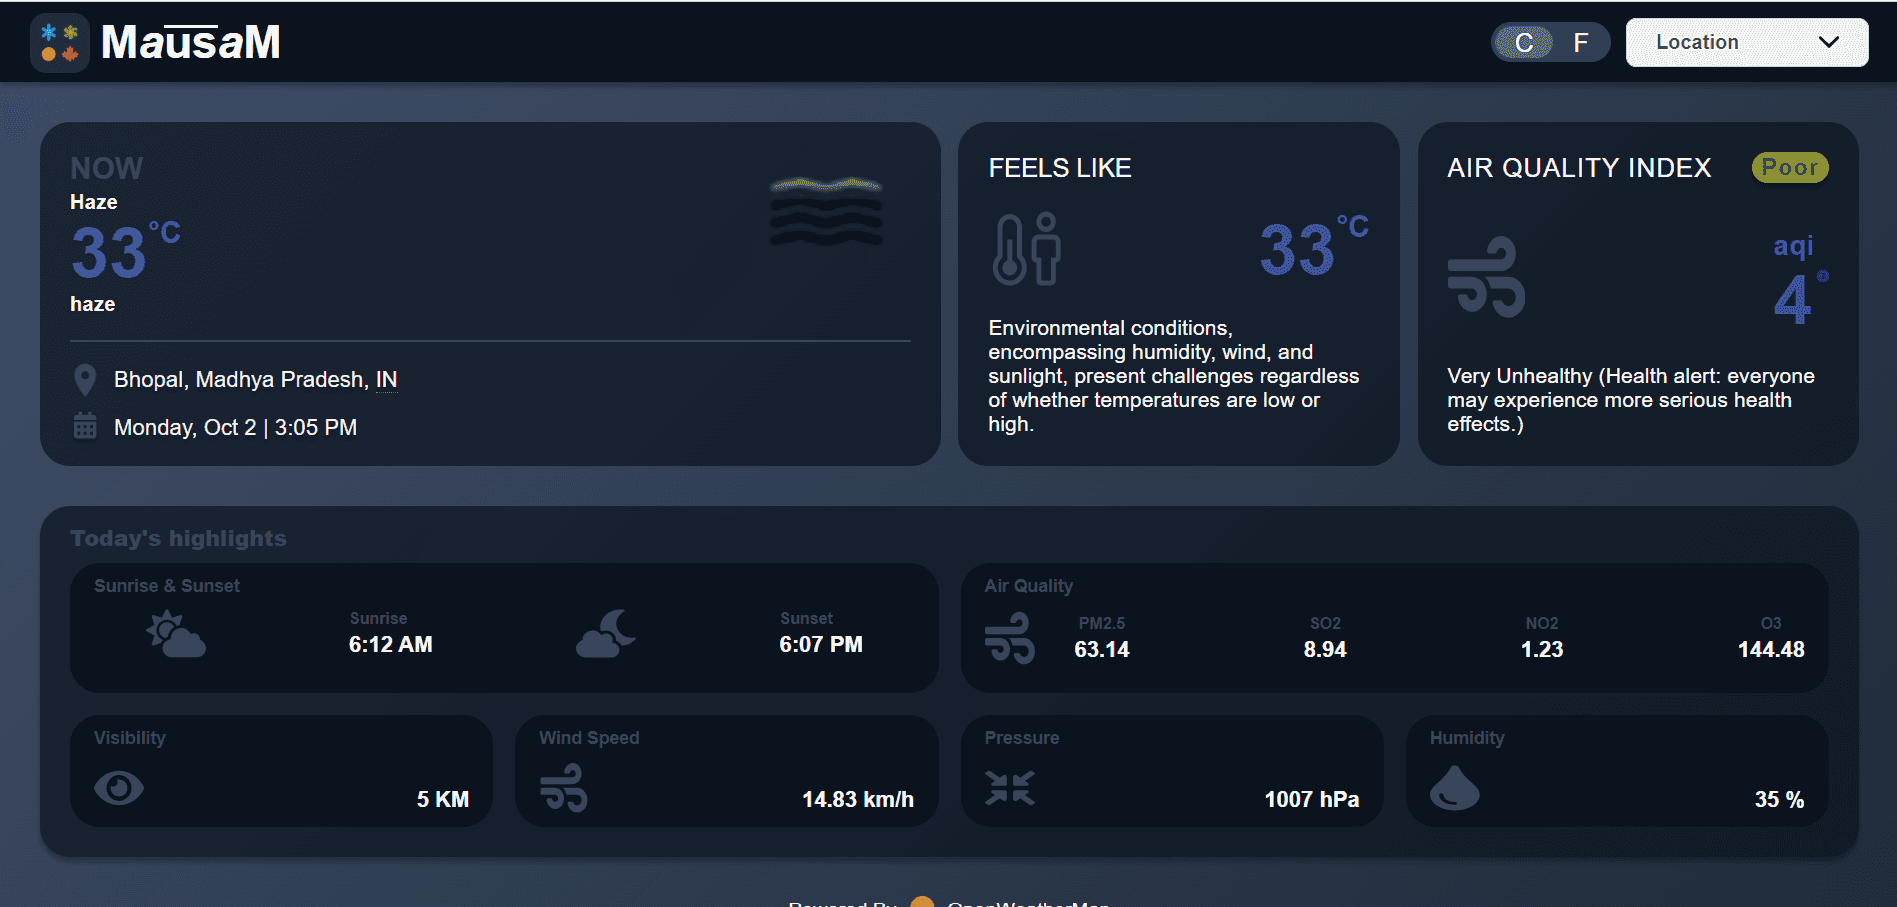 MausaM
C F
Location
NOW
Haze
33°C
haze
Bhopal, Madhya Pradesh, IN
Monday, Oct 2 | 3:05 PM
FEELS LIKE
33°C
Environmental conditions,
encompassing humidity, wind, and
sunlight, present challenges regardless
of whether temperatures are low or
high.
AIR QUALITY INDEX Poor
aqi
4
Very Unhealthy (Health alert: everyone
may experience more serious health
effects.)
Today's highlights
Sunrise & Sunset
Sunrise
6:12 AM
Sunset
6:07 PM
Air Quality
PM2.5 SO2 NO2 O3
63.14 8.94 1.23 144.48
Visibility
5 KM
Wind Speed
14.83 km/h
Pressure
1007 hPa
Humidity
35 %
Powered By OpenWeatherMap